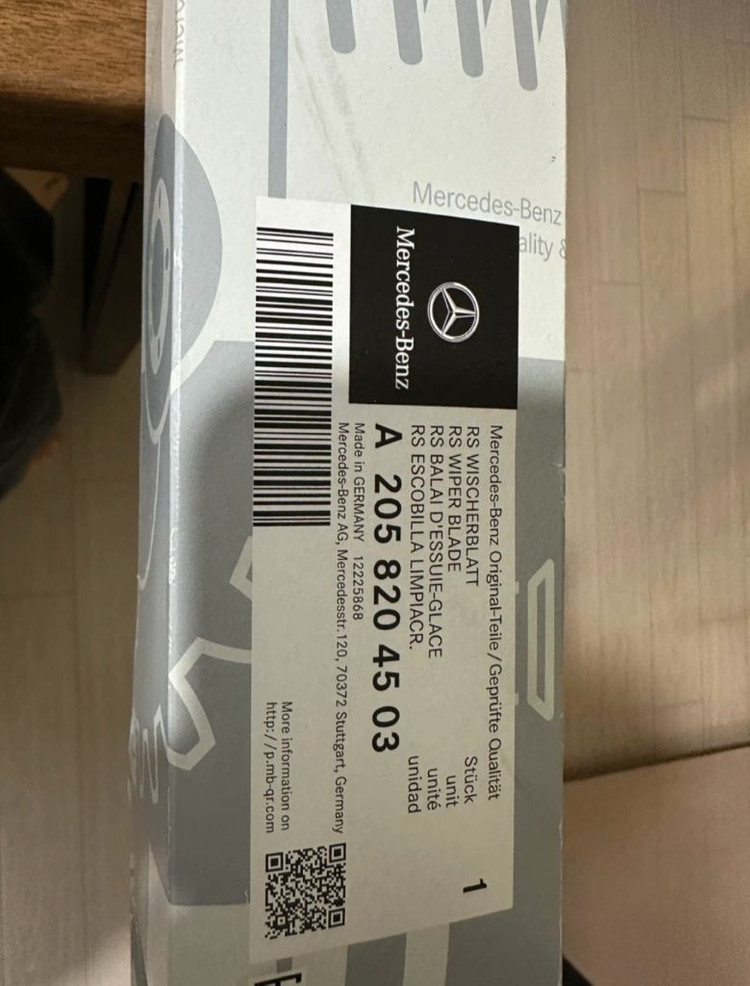 Mercedes-Benz
ality &
Mercedes-Benz
Mercedes-Benz Original-Teile / Geprüfte Qualität
RS WISCHERBLATT Stück 1
RS WIPER BLADE unit
RS BALAI D'ESSUIE-GLACE unité
RS ESCOBILLA LIMPIACR. unidad
A 205 820 45 03
Made in GERMANY 12225868
Mercedes-Benz AG, Mercedesstr.120, 70372 Stuttgart, Germany
More information on
http://p.mb-qr.com